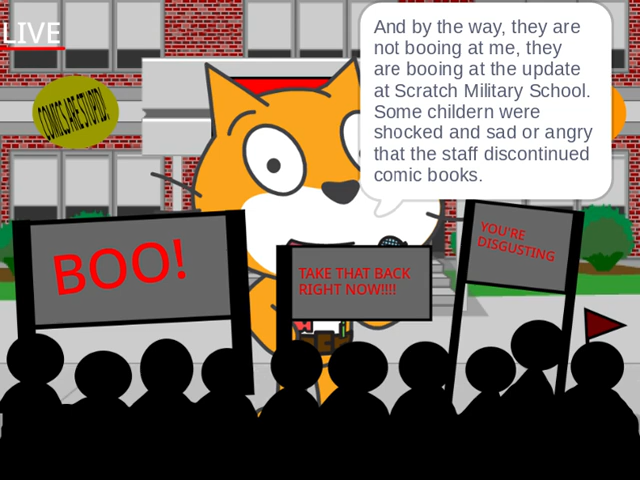 LIVE
And by the way, they are
not booing at me, they
are booing at the update
at Scratch Military School.
Some childern were
shocked and sad or angry
that the staff discontinued
comic books.
COMICS ARE STUPID!
BOO!
TAKE THAT BACK
RIGHT NOW!!!!
YOU'RE
DISGUSTING